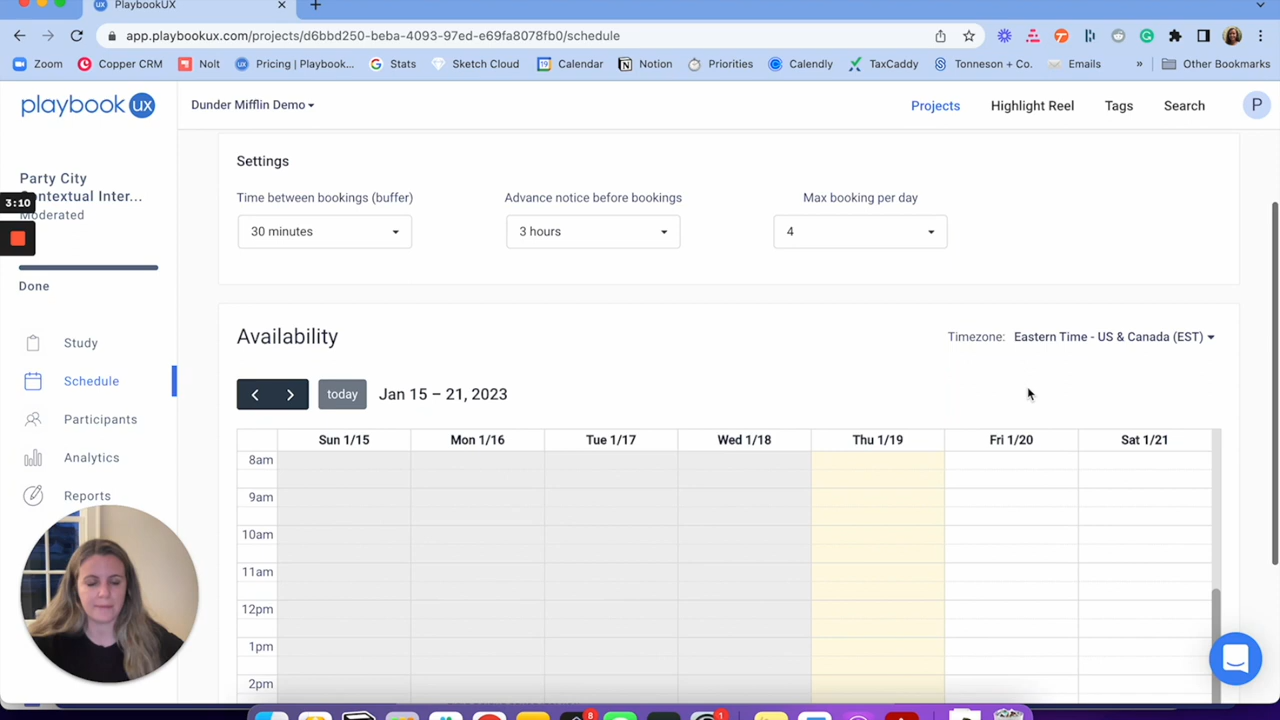 PlaybookUX
app.playbookux.com/projects/d6bbd250-beba-4093-97ed-e69fa8078fb0/schedule
Zoom
Copper CRM
Nolt
Pricing | Playbook...
Stats
Sketch Cloud
Calendar
Notion
Priorities
Calendly
TaxCaddy
Tonneson + Co.
Emails
»
Other Bookmarks
playbook ux
Dunder Mifflin Demo
Projects
Highlight Reel
Tags
Search
P
Party City
Contextual Inter...
Moderated
3:10
Done
Study
Schedule
Participants
Analytics
Reports
Settings
Time between bookings (buffer)
Advance notice before bookings
Max booking per day
30 minutes
3 hours
4
Availability
Timezone: Eastern Time - US & Canada (EST)
today
Jan 15 – 21, 2023
Sun 1/15
Mon 1/16
Tue 1/17
Wed 1/18
Thu 1/19
Fri 1/20
Sat 1/21
8am
9am
10am
11am
12pm
1pm
2pm
8
1